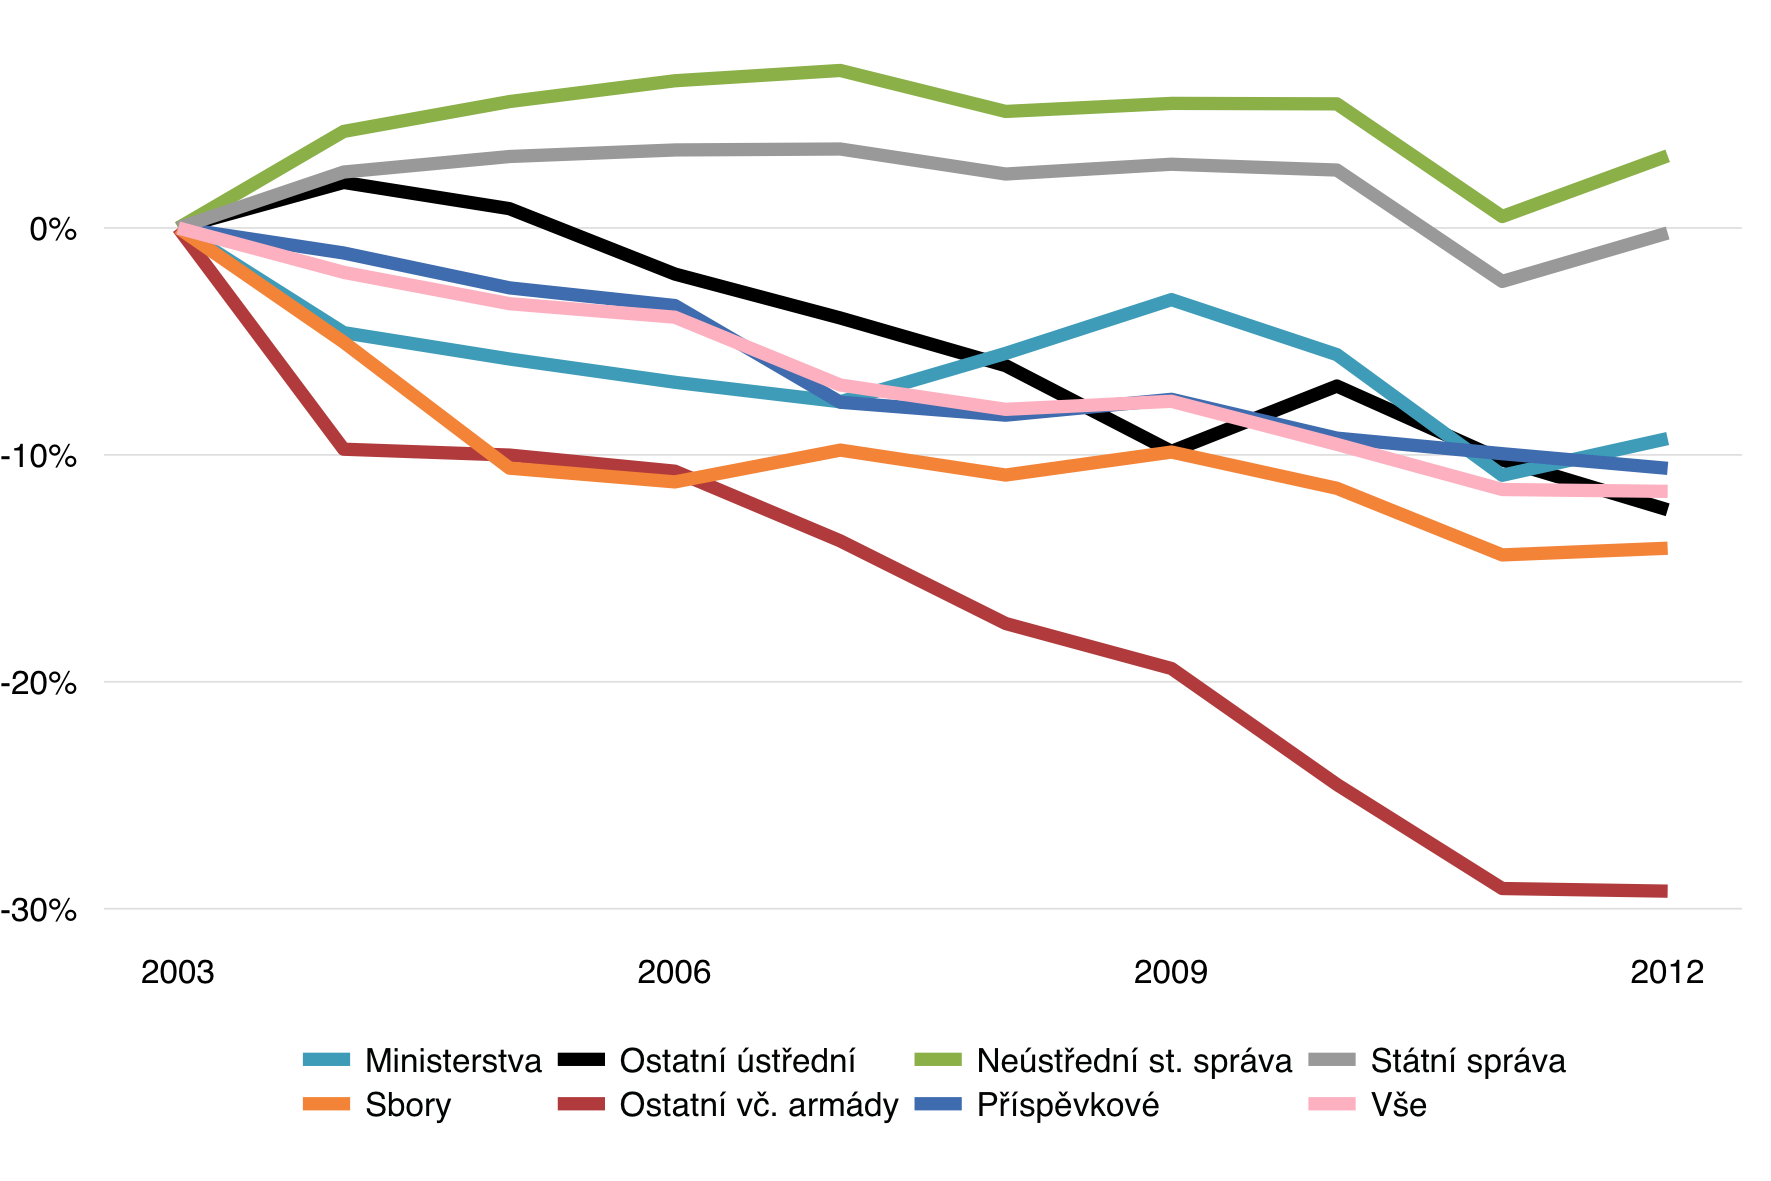 0%
-10%
-20%
-30%
2003 2006 2009 2012
Ministerstva Ostatní ústřední Neústřední st. správa Státní správa
Sbory Ostatní vč. armády Příspěvkové Vše